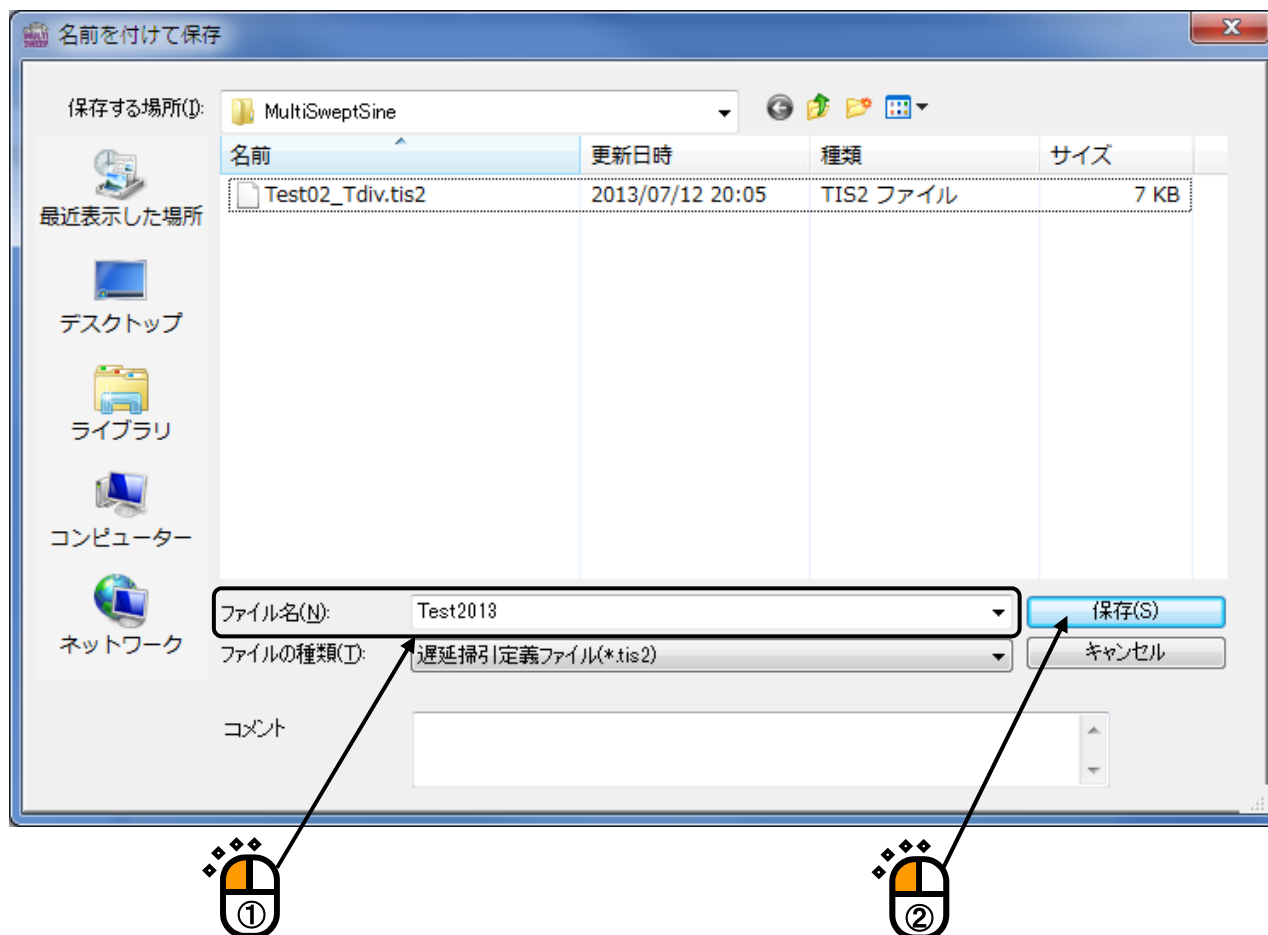 名前を付けて保存
保存する場所(I):
MultiSweptSine
名前
更新日時
種類
サイズ
Test02_Tdiv.tis2
2013/07/12 20:05
TIS2 ファイル
7 KB
最近表示した場所
デスクトップ
ライブラリ
コンピューター
ネットワーク
ファイル名(N):
Test2013
保存(S)
ファイルの種類(T):
遅延掃引定義ファイル(*.tis2)
キャンセル
コメント
①
②